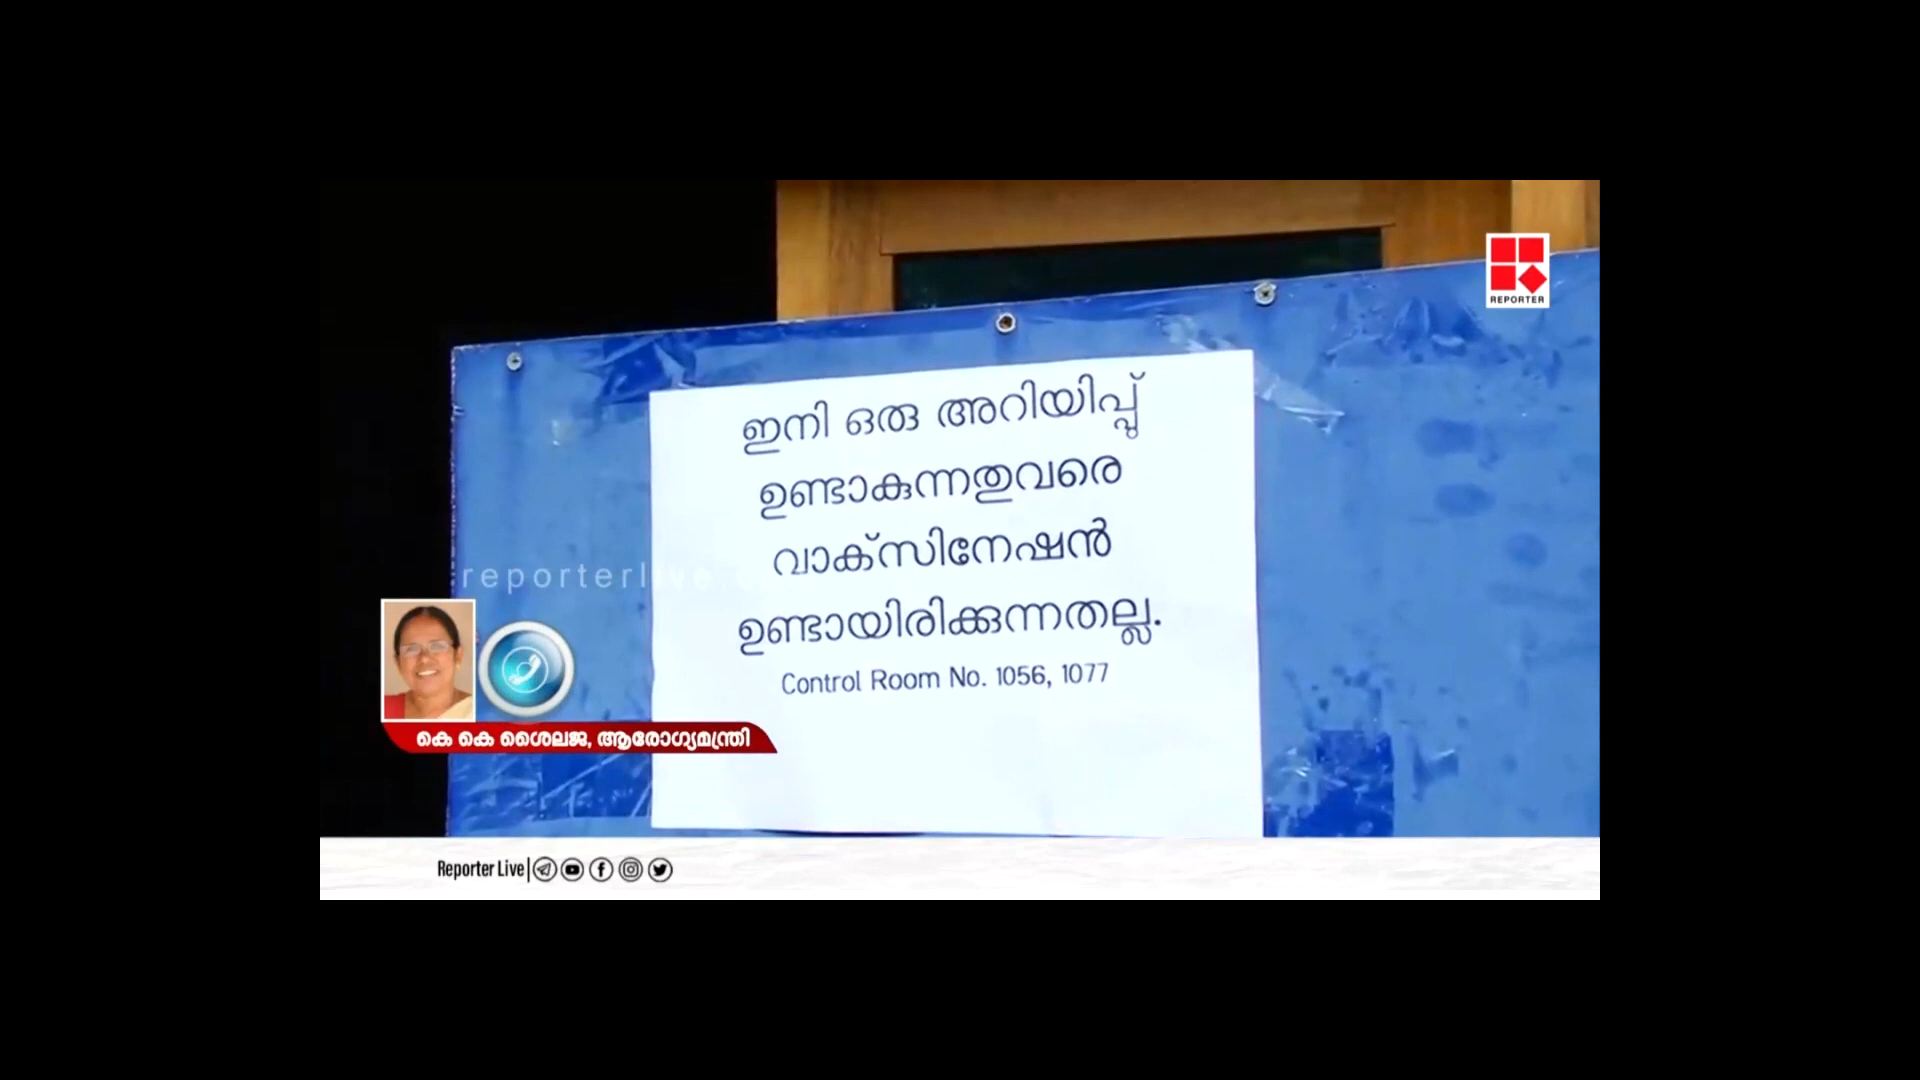 REPORTER
ഇനി ഒരു അറിയിപ്പു്
ഉണ്ടാകുന്നതുവരെ
വാക്സിനേഷൻ
ഉണ്ടായിരിക്കുന്നതല്ല.
Control Room No. 1056, 1077
reporterlive.
കെ കെ ശൈലജ, ആരോഗ്യമന്ത്രി
Reporter Live